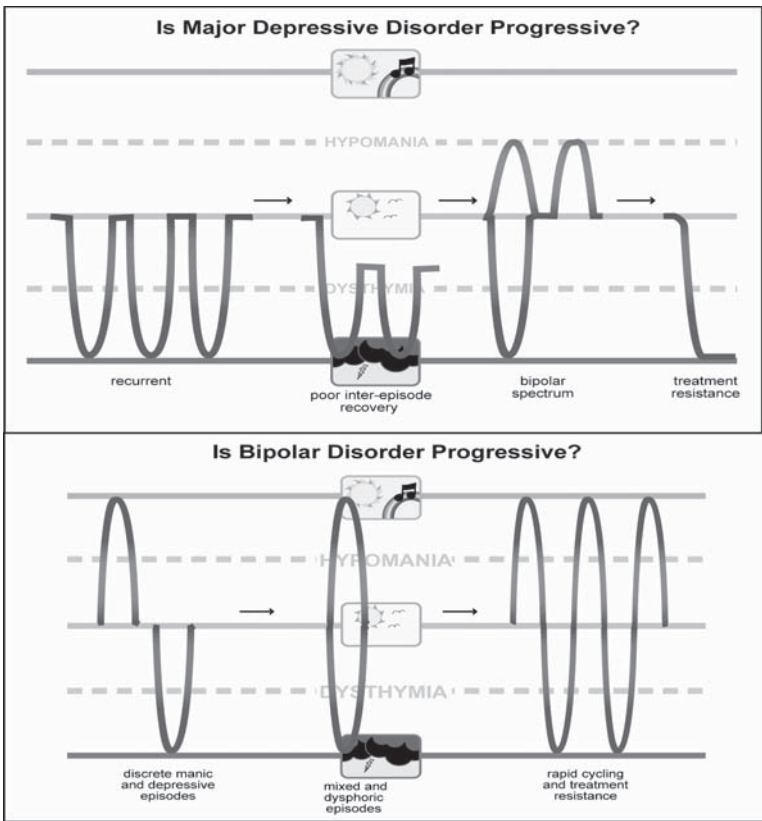 Is Major Depressive Disorder Progressive?
HYPOMANIA
DYSTHYMIA
recurrent
poor inter-episode
recovery
bipolar
spectrum
treatment
resistance
Is Bipolar Disorder Progressive?
HYPOMANIA
DYSTHYMIA
discrete manic
and depressive
episodes
mixed and
dysphoric
episodes
rapid cycling
and treatment
resistance